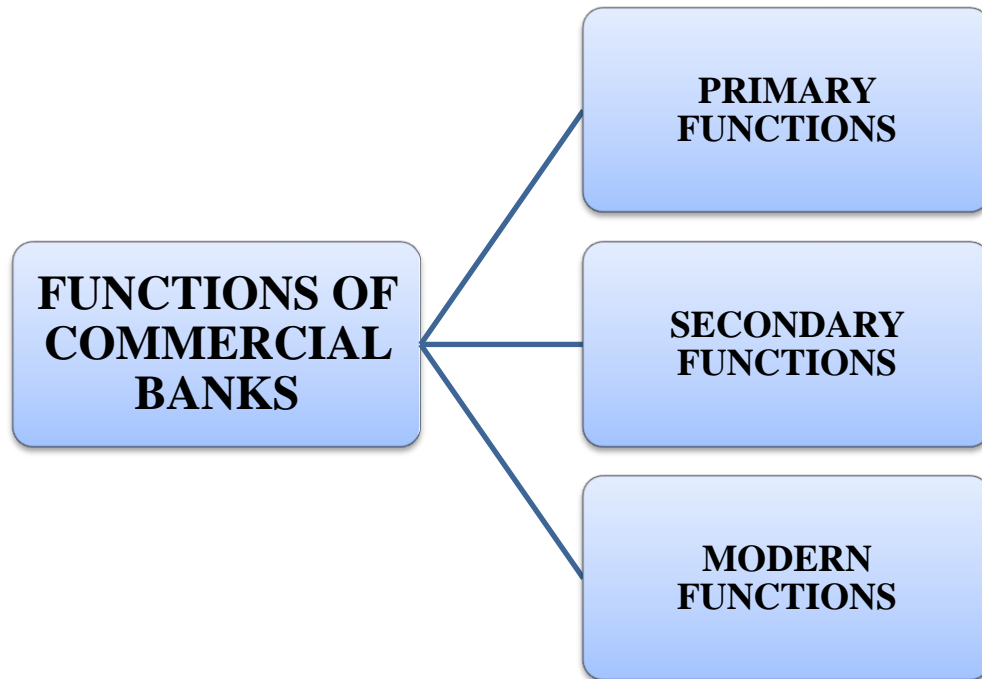 FUNCTIONS OF
COMMERCIAL
BANKS
PRIMARY
FUNCTIONS
SECONDARY
FUNCTIONS
MODERN
FUNCTIONS